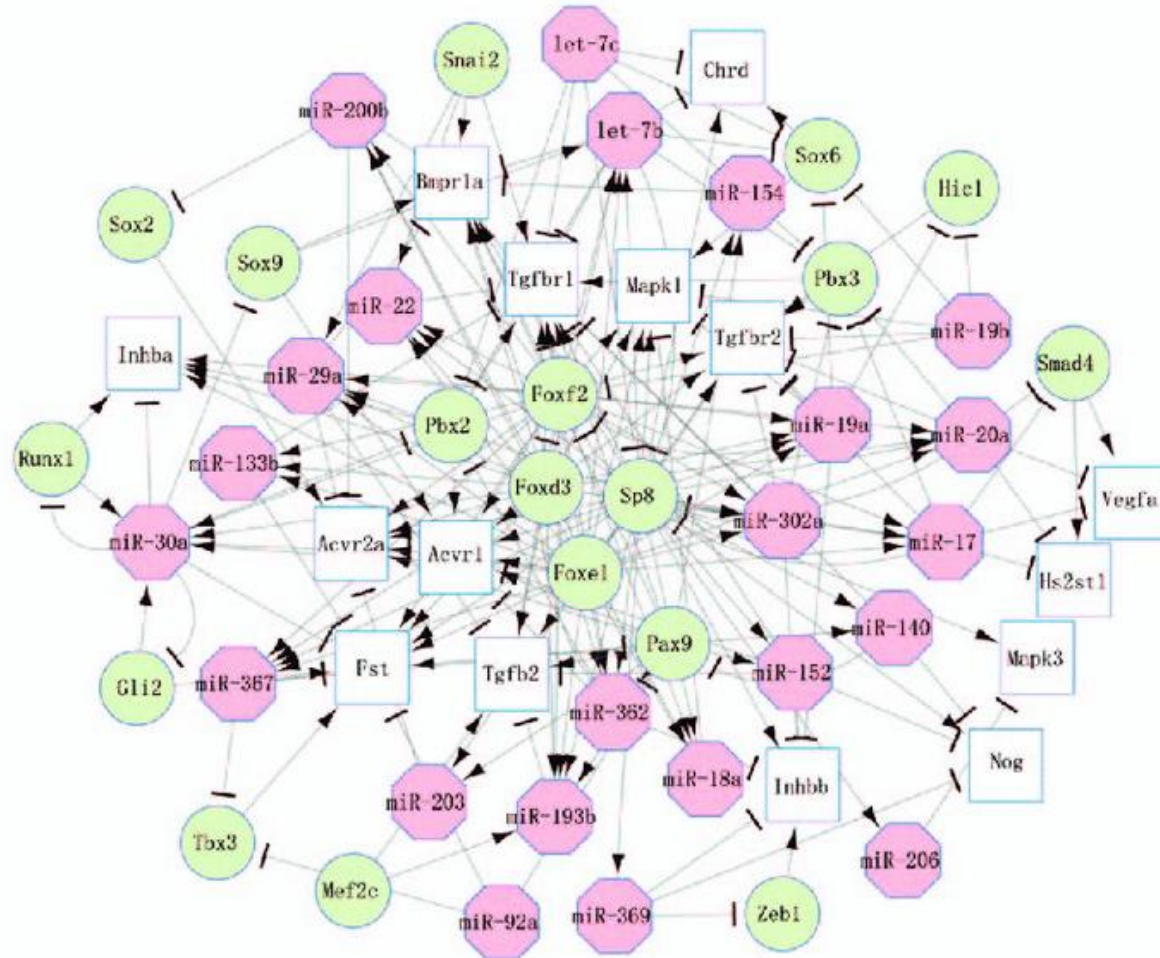 let-7c
Snai2
Chrd
miR-200b
let-7b
Sox6
Bmpr1a
miR-154
Hic1
Sox2
Sox9
Tgfbr1
Mapk1
Pbx3
miR-22
Tgfbr2
miR-19b
Inhba
miR-29a
Smad4
Foxf2
Pbx2
miR-19a
miR-20a
Runx1
miR-133b
Foxd3
Sp8
Vegfa
miR-302a
miR-30a
Acvr2a
Acvr1
miR-17
Foxe1
Hs2st1
miR-140
Pax9
Mapk3
Gli2
miR-367
Fst
Tgfb2
miR-152
miR-362
Nog
miR-18a
Inhbb
miR-203
miR-193b
Tbx3
miR-206
Mef2c
miR-92a
miR-369
Zeb1